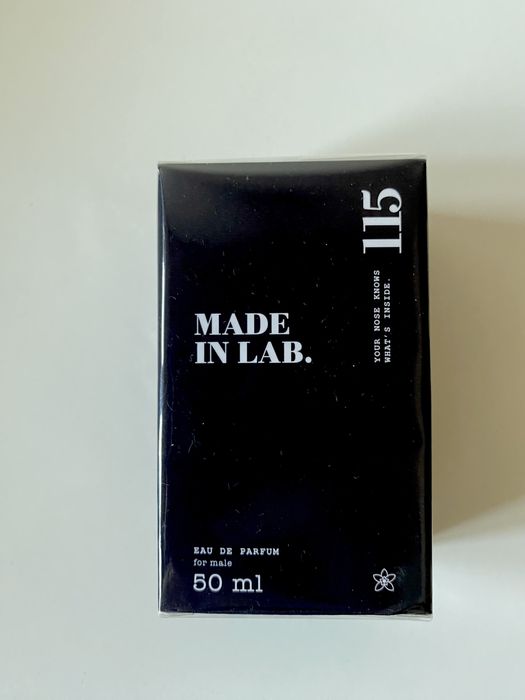 115
YOUR NOSE KNOWS
WHAT'S INSIDE.
MADE
IN LAB.
EAU DE PARFUM
for male
50 ml